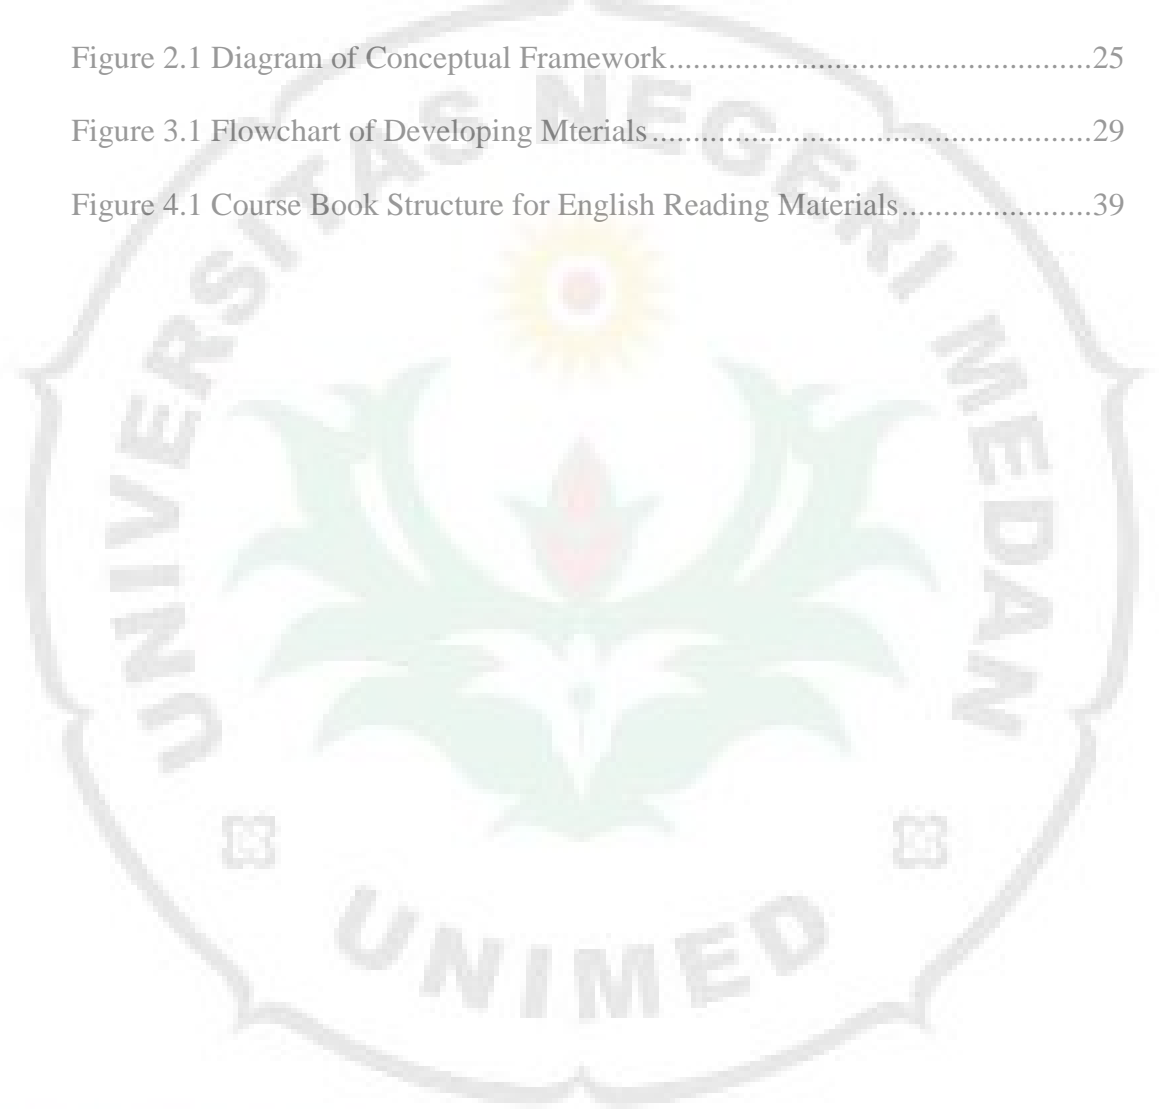 Figure 2.1 Diagram of Conceptual Framework....................................................25
Figure 3.1 Flowchart of Developing Mterials......................................................29
Figure 4.1 Course Book Structure for English Reading Materials.......................39
UNIVERSITAS NEGERI MEDAN
UNIMED